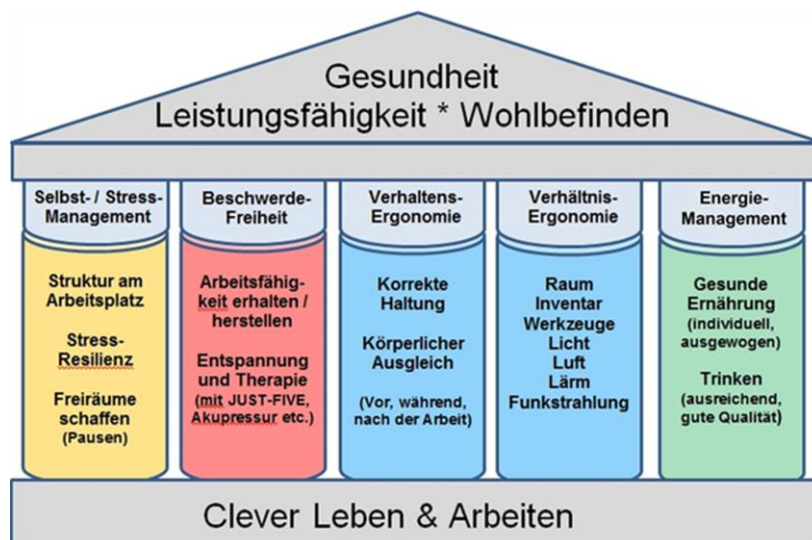 Gesundheit
Leistungsfähigkeit * Wohlbefinden
Selbst- / Stress-
Management
Struktur am
Arbeitsplatz
Stress-
Resilienz
Freiräume
schaffen
(Pausen)
Beschwerde-
Freiheit
Arbeitsfähig-
keit erhalten /
herstellen
Entspannung
und Therapie
(mit JUST-FIVE,
Akupressur etc.)
Verhaltens-
Ergonomie
Korrekte
Haltung
Körperlicher
Ausgleich
(Vor, während,
nach der Arbeit)
Verhältnis-
Ergonomie
Raum
Inventar
Werkzeuge
Licht
Luft
Lärm
Funkstrahlung
Energie-
Management
Gesunde
Ernährung
(individuell,
ausgewogen)
Trinken
(ausreichend,
gute Qualität)
Clever Leben & Arbeiten